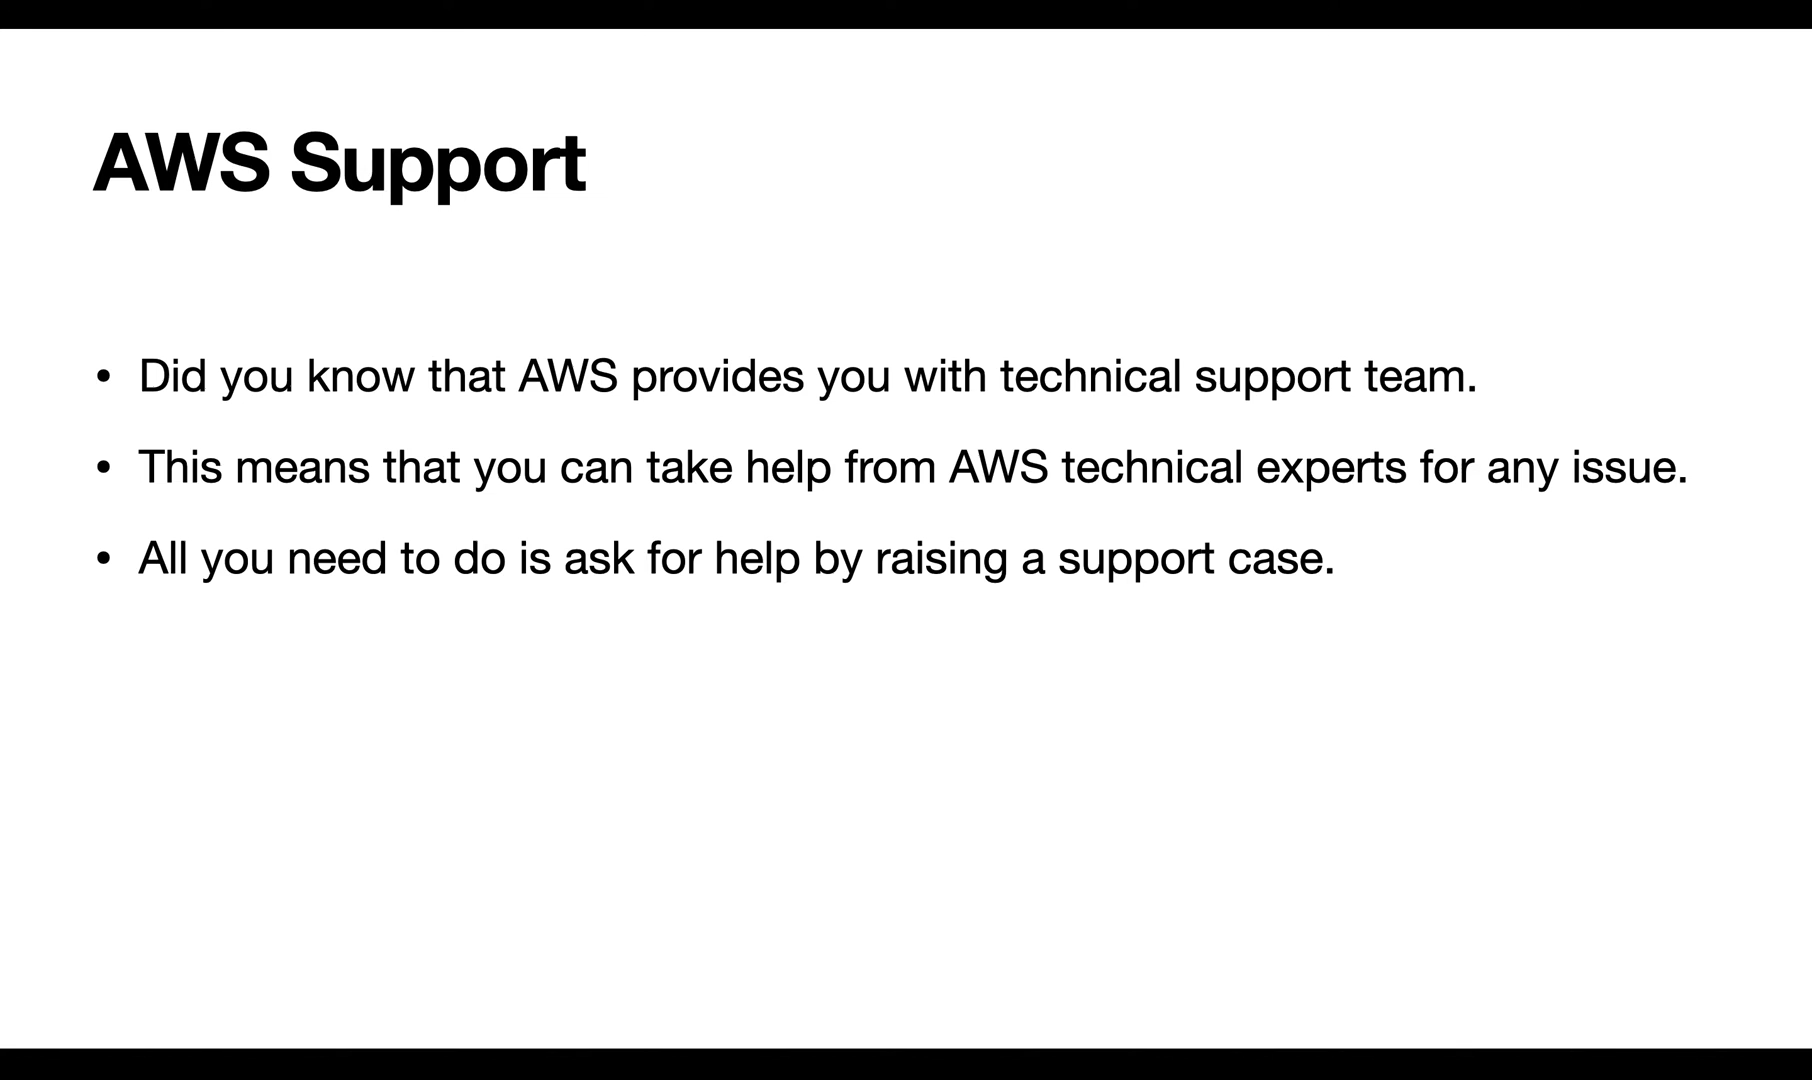 AWS Support
• Did you know that AWS provides you with technical support team.
• This means that you can take help from AWS technical experts for any issue.
• All you need to do is ask for help by raising a support case.